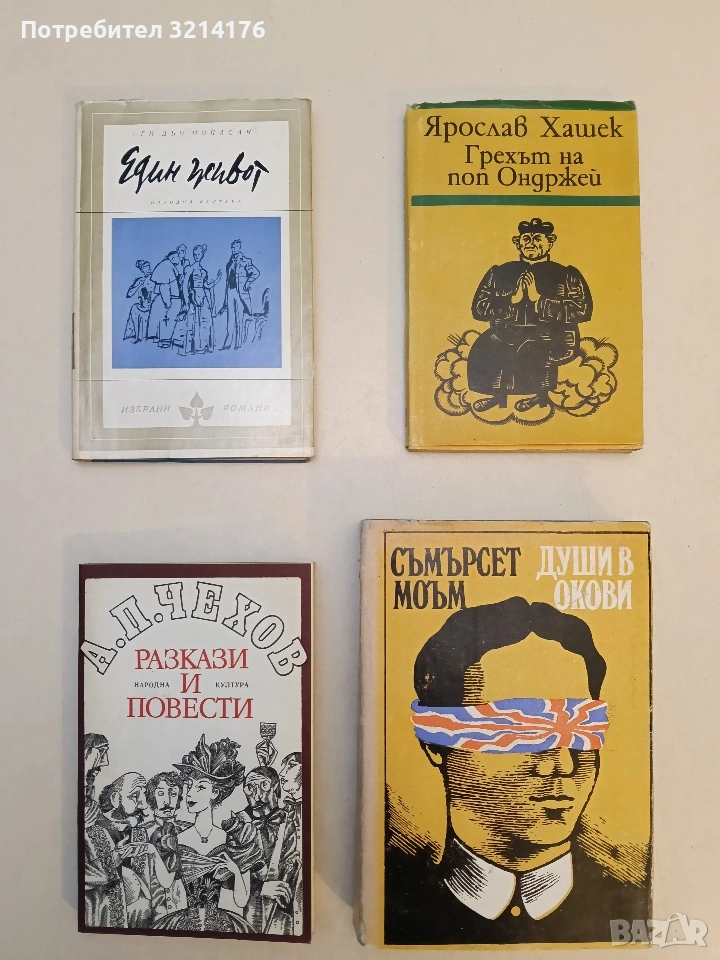 Потребител 3214176
ГИ ДЬО МОПАСАН
Един живот
НАРОДНА КУЛТУРА
ИЗБРАНИ РОМАНИ
Ярослав Хашек
Грехът на
поп Ондржей
А.П.ЧЕХОВ
РАЗКАЗИ
НАРОДНА И КУЛТУРА
ПОВЕСТИ
СЪМЪРСЕТ
МОЪМ
ДУШИ В
ОКОВИ
BAZAR